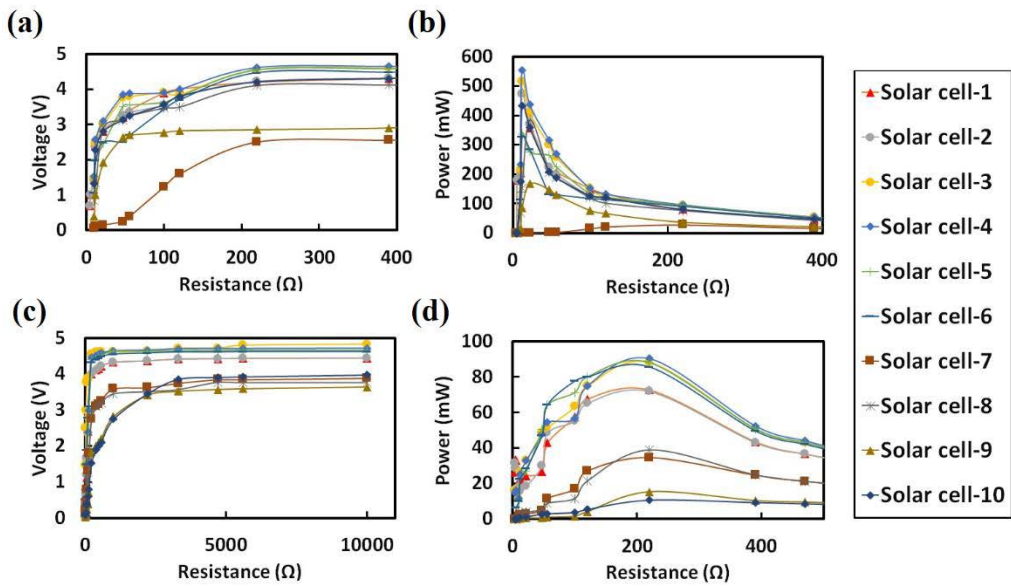 (a)
5
4
3
2
1
0
Voltage (V)
0
100
200
300
400
Resistance (Ω)
(b)
600
500
400
300
200
100
0
Power (mW)
0
200
400
Resistance (Ω)
(c)
5
4
3
2
1
0
Voltage (V)
0
5000
10000
Resistance (Ω)
(d)
100
80
60
40
20
0
Power (mW)
0
200
400
Resistance (Ω)
Solar cell-1
Solar cell-2
Solar cell-3
Solar cell-4
Solar cell-5
Solar cell-6
Solar cell-7
Solar cell-8
Solar cell-9
Solar cell-10